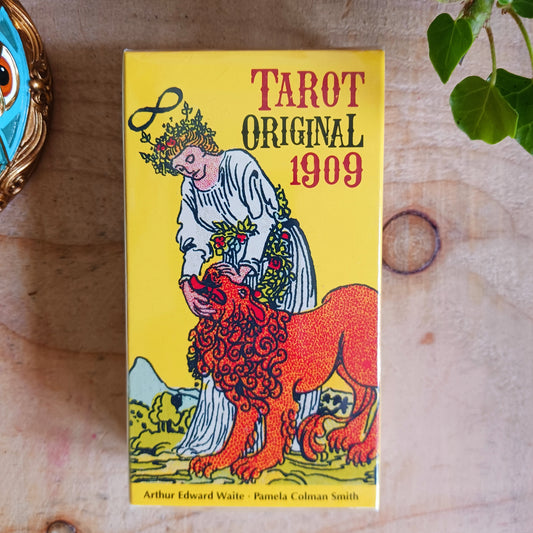 TAROT
ORIGINAL
1909
Arthur Edward Waite · Pamela Colman Smith